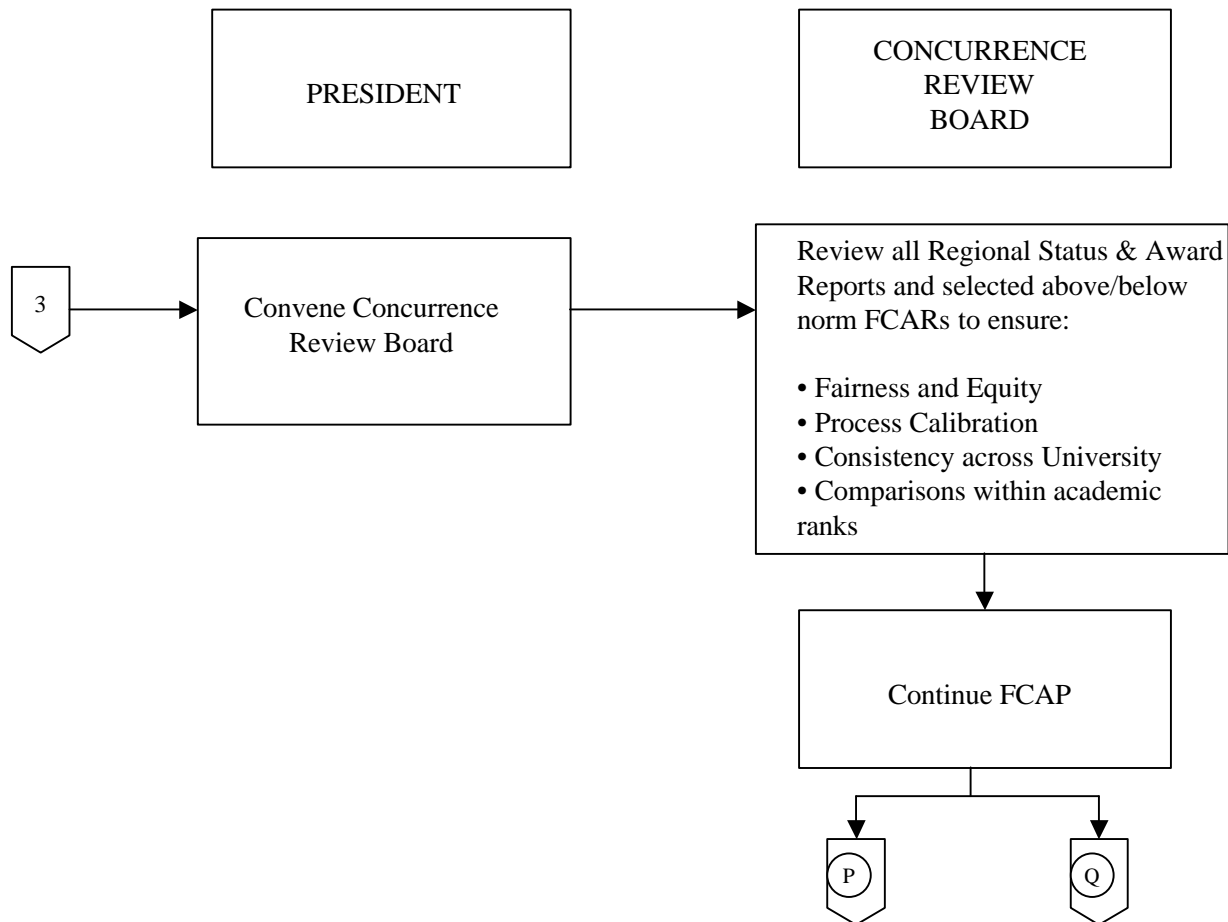 PRESIDENT
CONCURRENCE
REVIEW
BOARD
3
Convene Concurrence
Review Board
Review all Regional Status & Award
Reports and selected above/below
norm FCARs to ensure:
• Fairness and Equity
• Process Calibration
• Consistency across University
• Comparisons within academic
ranks
Continue FCAP
P
Q